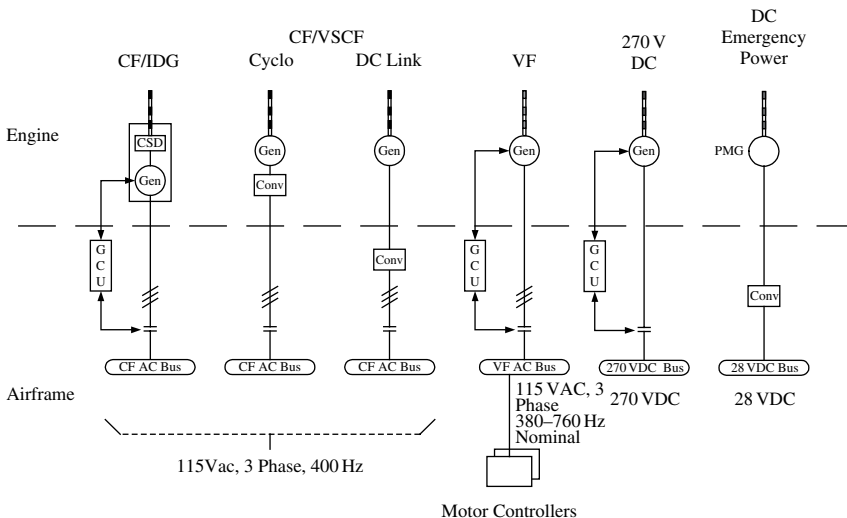 CF/VSCF
CF/IDG
Cyclo
DC Link
VF
270 V
DC
DC
Emergency
Power
Engine
CSD
Gen
Gen
Conv
Gen
Gen
Gen
PMG
G
C
U
Conv
G
C
U
G
C
U
Conv
CF AC Bus
CF AC Bus
CF AC Bus
VF AC Bus
270 VDC Bus
28 VDC Bus
Airframe
115 VAC, 3
Phase
380–760 Hz
Nominal
270 VDC
28 VDC
115Vac, 3 Phase, 400 Hz
Motor Controllers